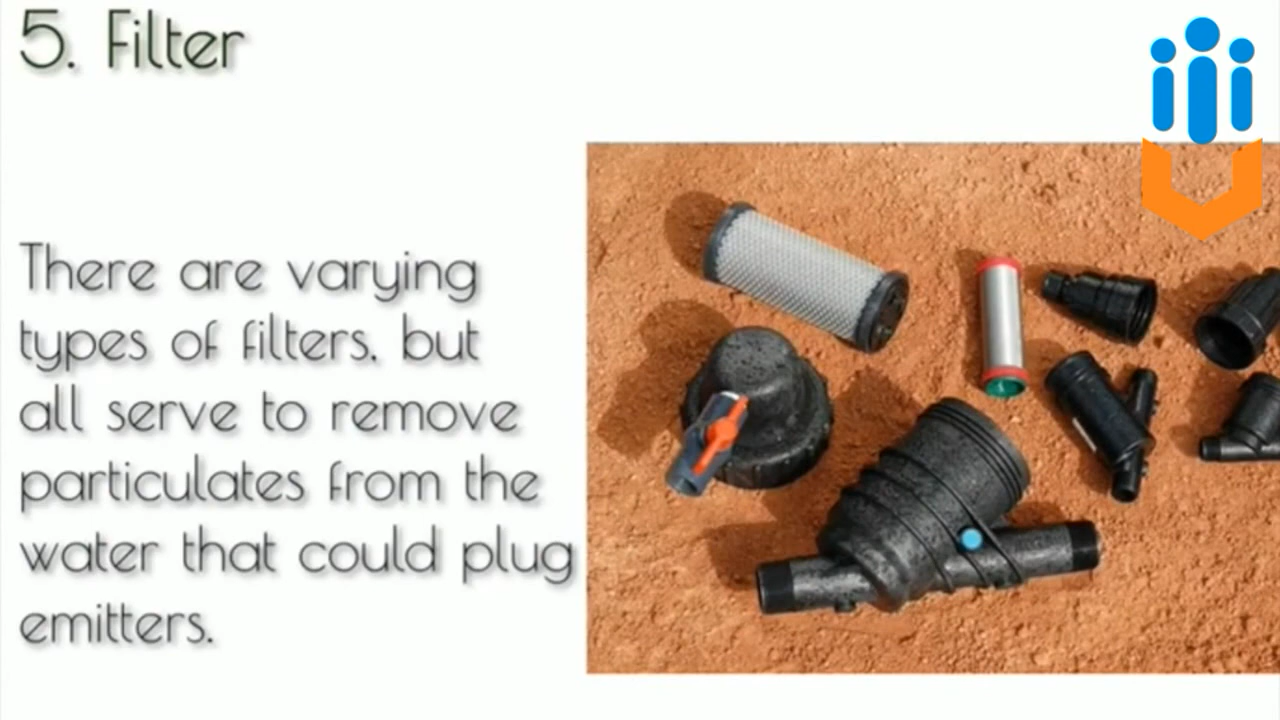 5. Filter
There are varying
types of filters, but
all serve to remove
particulates from the
water that could plug
emitters.